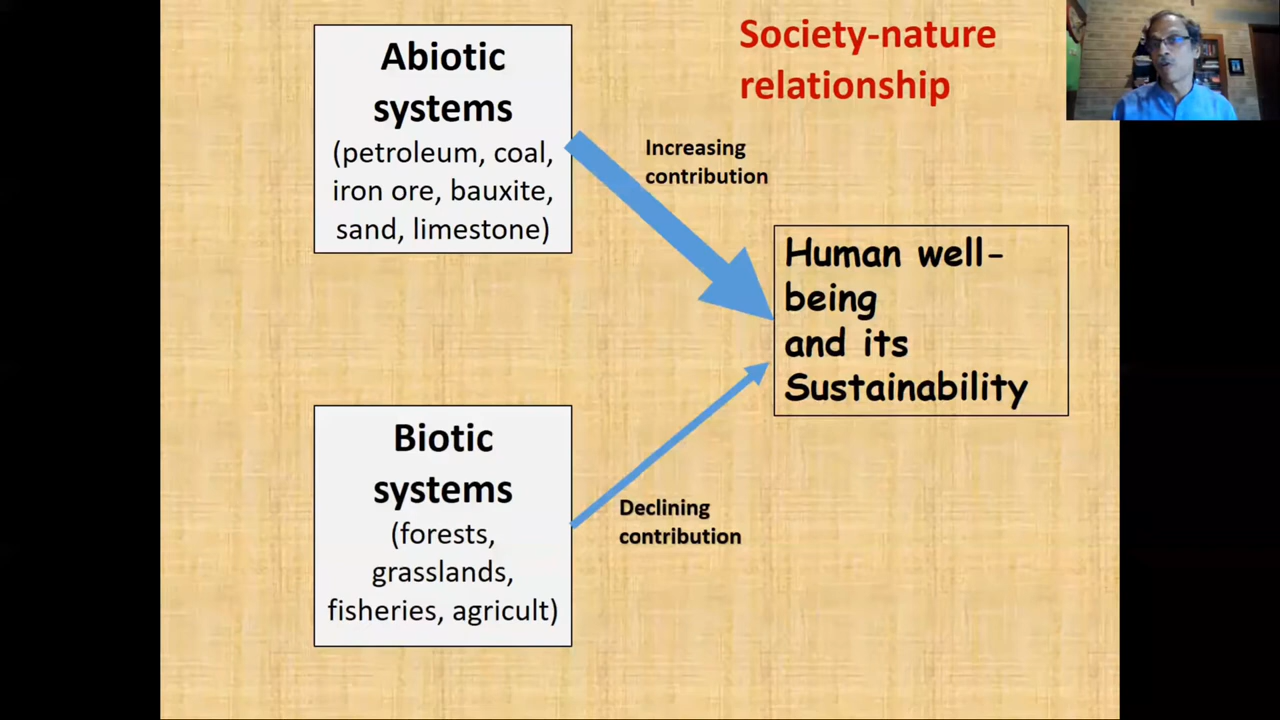 Society-nature
relationship
Abiotic
systems
(petroleum, coal,
iron ore, bauxite,
sand, limestone)
Increasing
contribution
Human well-
being
and its
Sustainability
Biotic
systems
(forests,
grasslands,
fisheries, agricult)
Declining
contribution